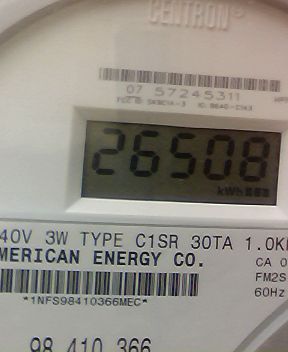 CENTRON®
07 57245311
26508
kWh
40V 3W TYPE C1SR 30TA 1.0K
MERICAN ENERGY CO.
CA 0
FM2S
60Hz
*1NFS98410366MEC*
98 410 366